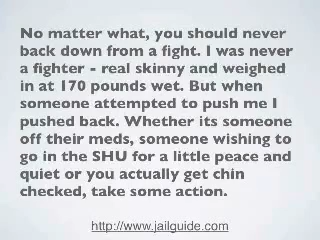 No matter what, you should never
back down from a fight. I was never
a fighter - real skinny and weighed
in at 170 pounds wet. But when
someone attempted to push me I
pushed back. Whether its someone
off their meds, someone wishing to
go in the SHU for a little peace and
quiet or you actually get chin
checked, take some action.
http://www.jailguide.com